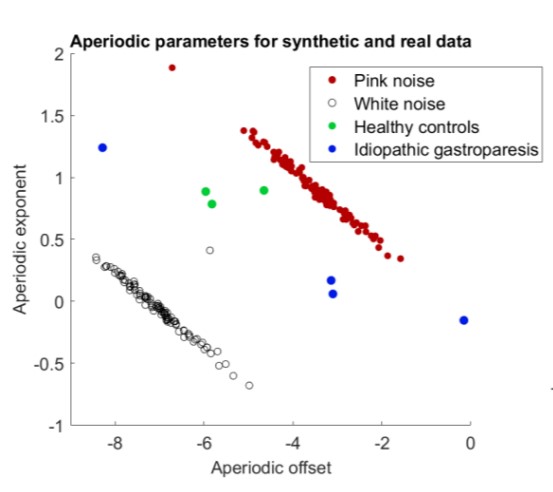 Aperiodic parameters for synthetic and real data
2
1.5
1
0.5
0
-0.5
-1
Aperiodic exponent
Pink noise
White noise
Healthy controls
Idiopathic gastroparesis
-8 -6 -4 -2 0
Aperiodic offset